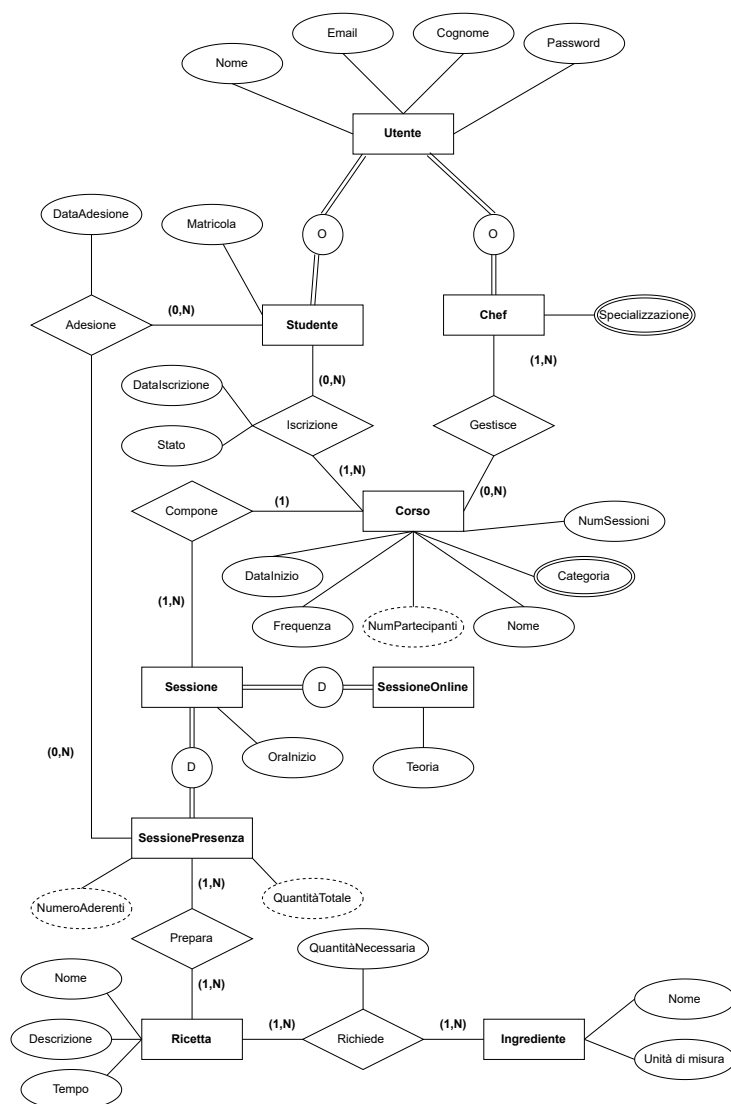 Email
Cognome
Nome
Password
Utente
DataAdesione
Matricola
O
O
Adesione
(0,N)
Studente
Chef
Specializzazione
(0,N)
(1,N)
DataIscrizione
Iscrizione
Gestisce
Stato
(1,N)
(0,N)
Compone
(1)
Corso
NumSessioni
DataInizio
Categoria
(1,N)
Frequenza
NumPartecipanti
Nome
Sessione
D
SessioneOnline
(0,N)
D
OraInizio
Teoria
SessionePresenza
(1,N)
QuantitàTotale
NumeroAderenti
Prepara
QuantitàNecessaria
Nome
(1,N)
Nome
Descrizione
Ricetta
(1,N)
Richiede
(1,N)
Ingrediente
Unità di misura
Tempo